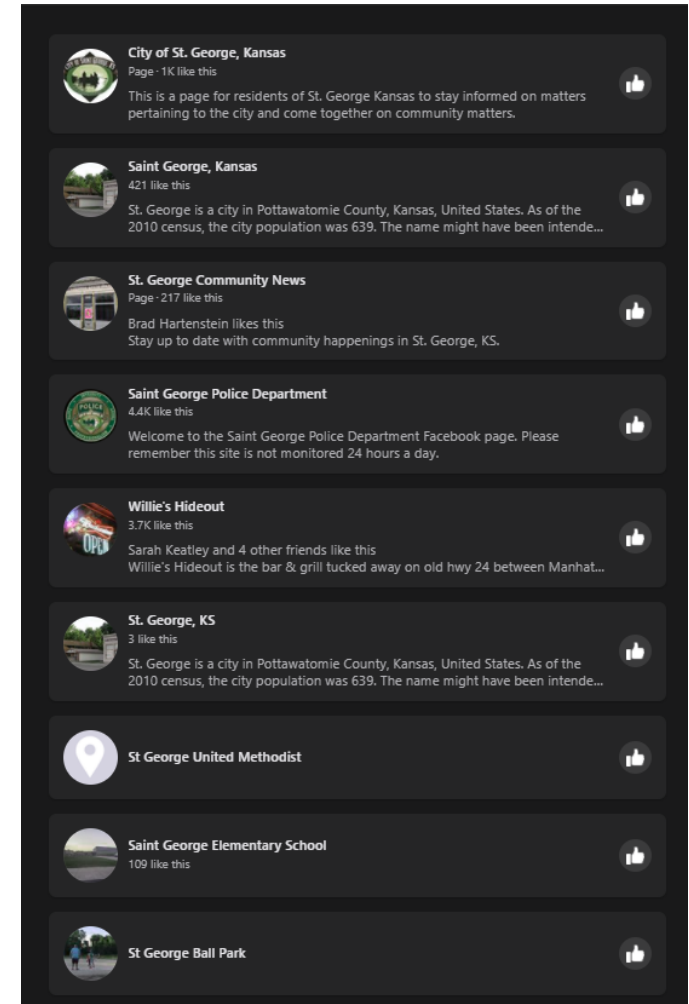 City of St. George, Kansas
Page · 1K like this
This is a page for residents of St. George Kansas to stay informed on matters
pertaining to the city and come together on community matters.
Saint George, Kansas
421 like this
St. George is a city in Pottawatomie County, Kansas, United States. As of the
2010 census, the city population was 639. The name might have been intende...
St. George Community News
Page · 217 like this
Brad Hartenstein likes this
Stay up to date with community happenings in St. George, KS.
POLICE
Saint George Police Department
4.4K like this
Welcome to the Saint George Police Department Facebook page. Please
remember this site is not monitored 24 hours a day.
OPEN
Willie's Hideout
3.7K like this
Sarah Keatley and 4 other friends like this
Willie's Hideout is the bar & grill tucked away on old hwy 24 between Manhat...
St. George, KS
3 like this
St. George is a city in Pottawatomie County, Kansas, United States. As of the
2010 census, the city population was 639. The name might have been intende...
St George United Methodist
Saint George Elementary School
109 like this
St George Ball Park